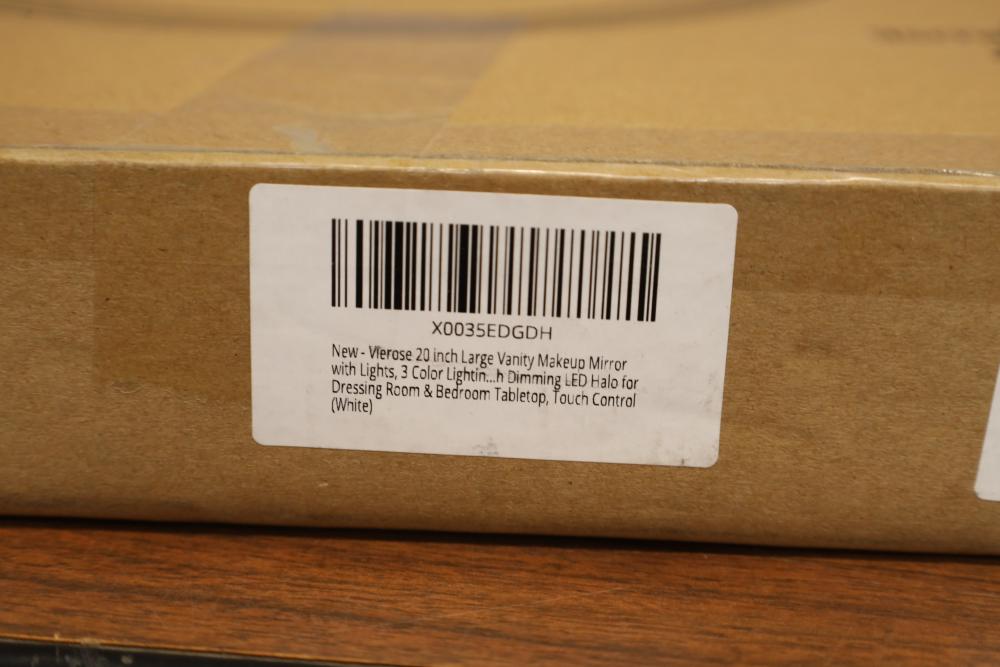 X0035EDGDH
New - Vierose 20 inch Large Vanity Makeup Mirror
with Lights, 3 Color Lightin...h Dimming LED Halo for
Dressing Room & Bedroom Tabletop, Touch Control
(White)